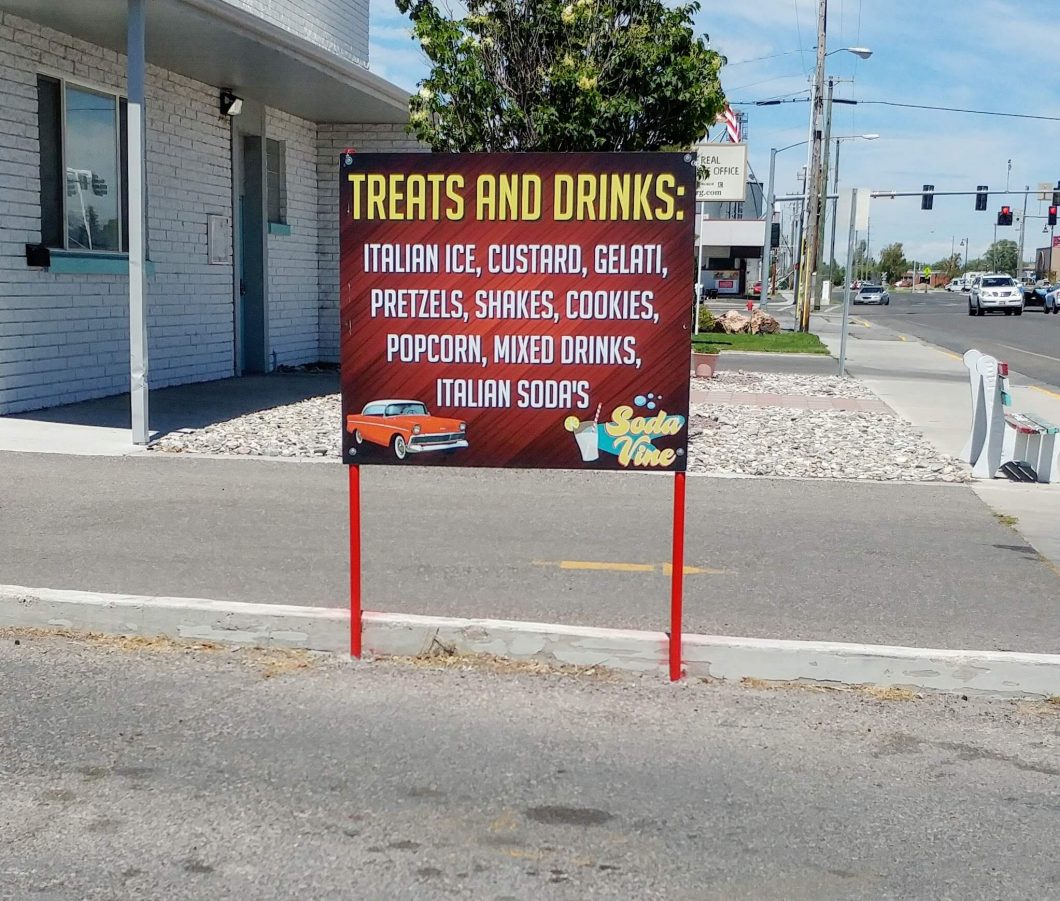 TREATS AND DRINKS:
ITALIAN ICE, CUSTARD, GELATI,
PRETZELS, SHAKES, COOKIES,
POPCORN, MIXED DRINKS,
ITALIAN SODA'S
Soda
Vine
REAL
OFFICE